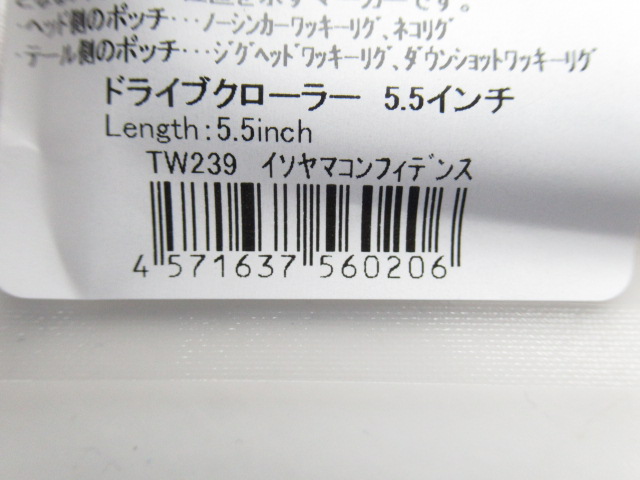 ・ヘッド側のポッチ･･･ノーシンカーワッキーリグ、ネコリグ
・テール側のポッチ･･･ジグヘッドワッキーリグ、ダウンショットワッキーリグ
ドライブクローラー 5.5インチ
Length:5.5inch
TW239 イソヤマコンフィデンス
4 571637 560206